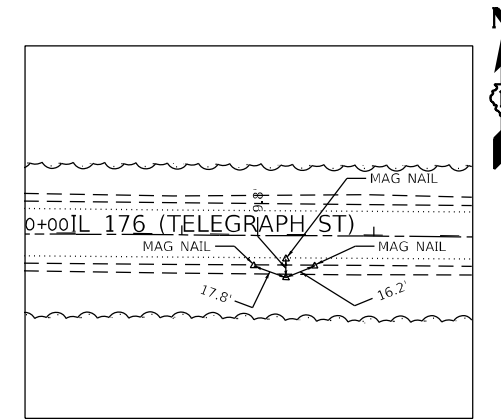 N
MAG NAIL
9.8'
0+00 IL 176 (TELEGRAPH ST)
MAG NAIL
MAG NAIL
17.8'
16.2'